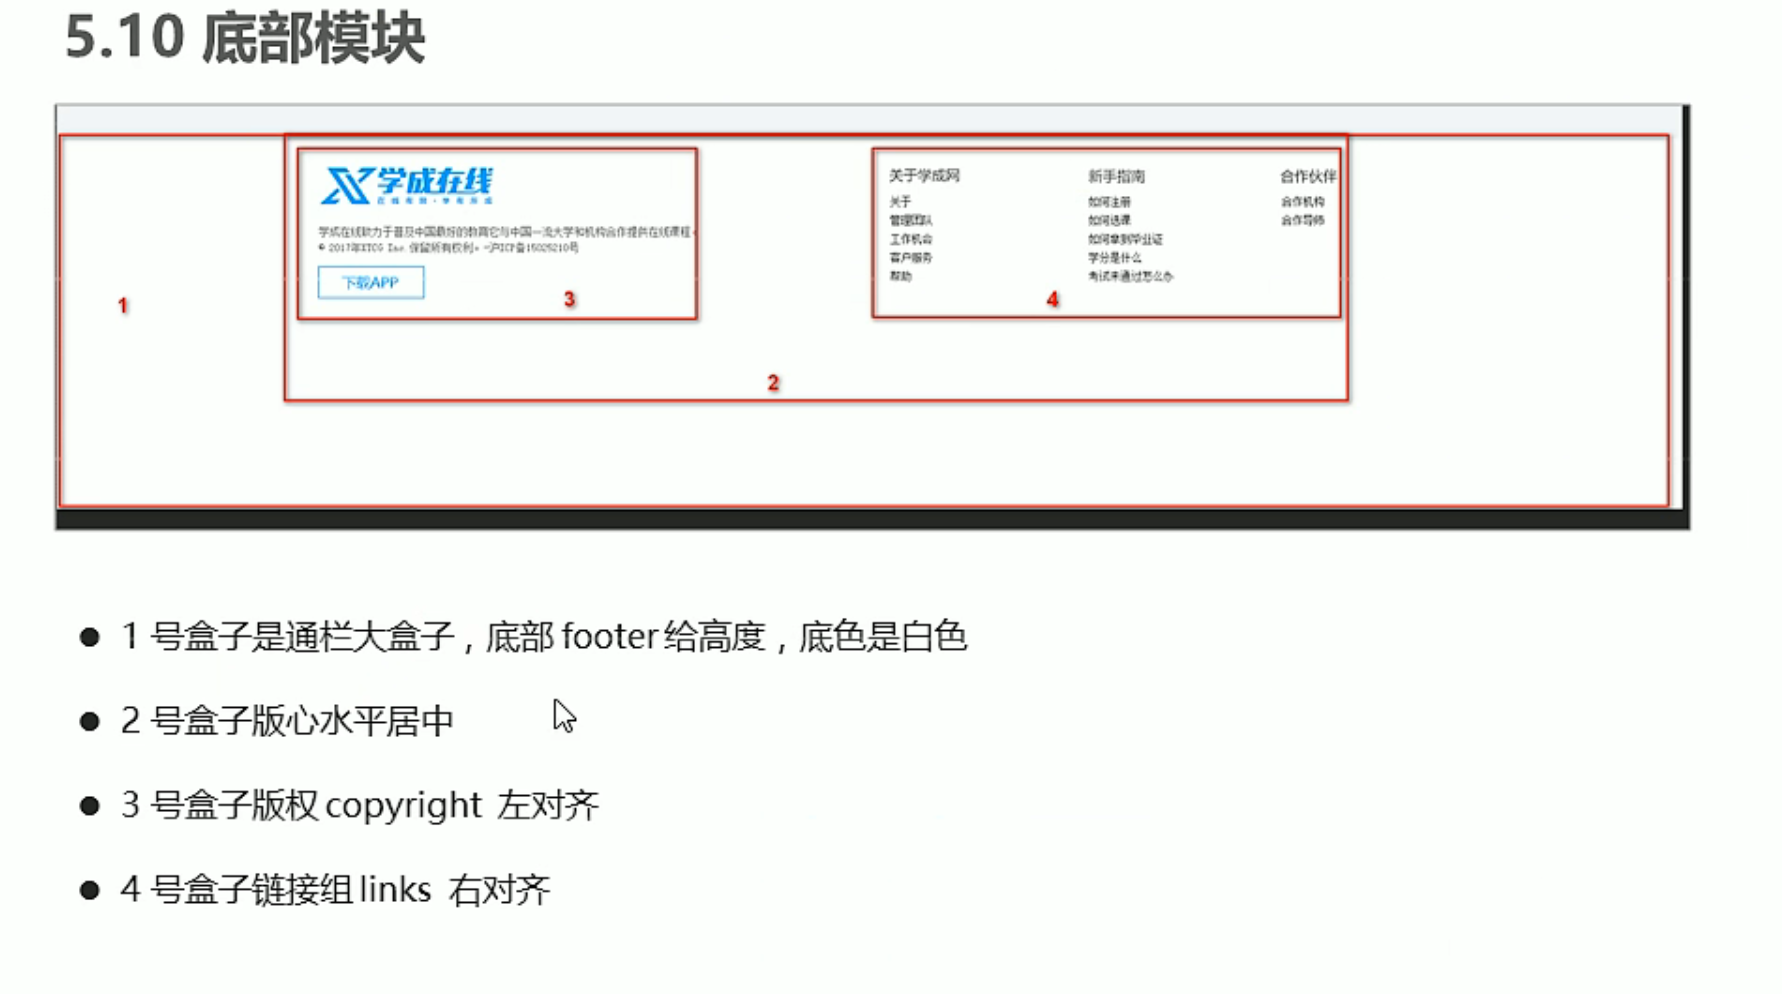 5.10 底部模块
学成在线
关于学成网 新手指南 合作伙伴
关于 如何注册 合作机构
管理团队 如何选课 合作导师
工作机会 如何拿到毕业证
客户服务 学分是什么
帮助 考试未通过怎么办
学成在线致力于普及中国最好的教育它与中国一流大学和机构合作提供在线课程
© 2017年XTCG Inc.保留所有权利。-沪ICP备15025210号
下载APP
1
3
4
2
● 1 号盒子是通栏大盒子，底部 footer 给高度，底色是白色
● 2 号盒子版心水平居中
● 3 号盒子版权 copyright 左对齐
● 4 号盒子链接组 links 右对齐